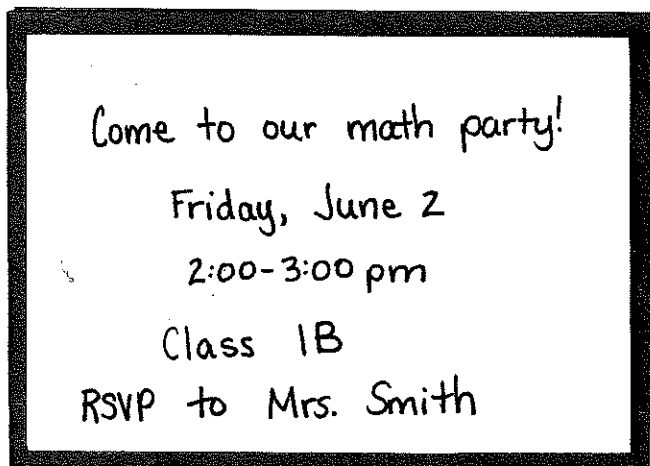 Come to our math party!
Friday, June 2
2:00-3:00 pm
Class 1B
RSVP to Mrs. Smith